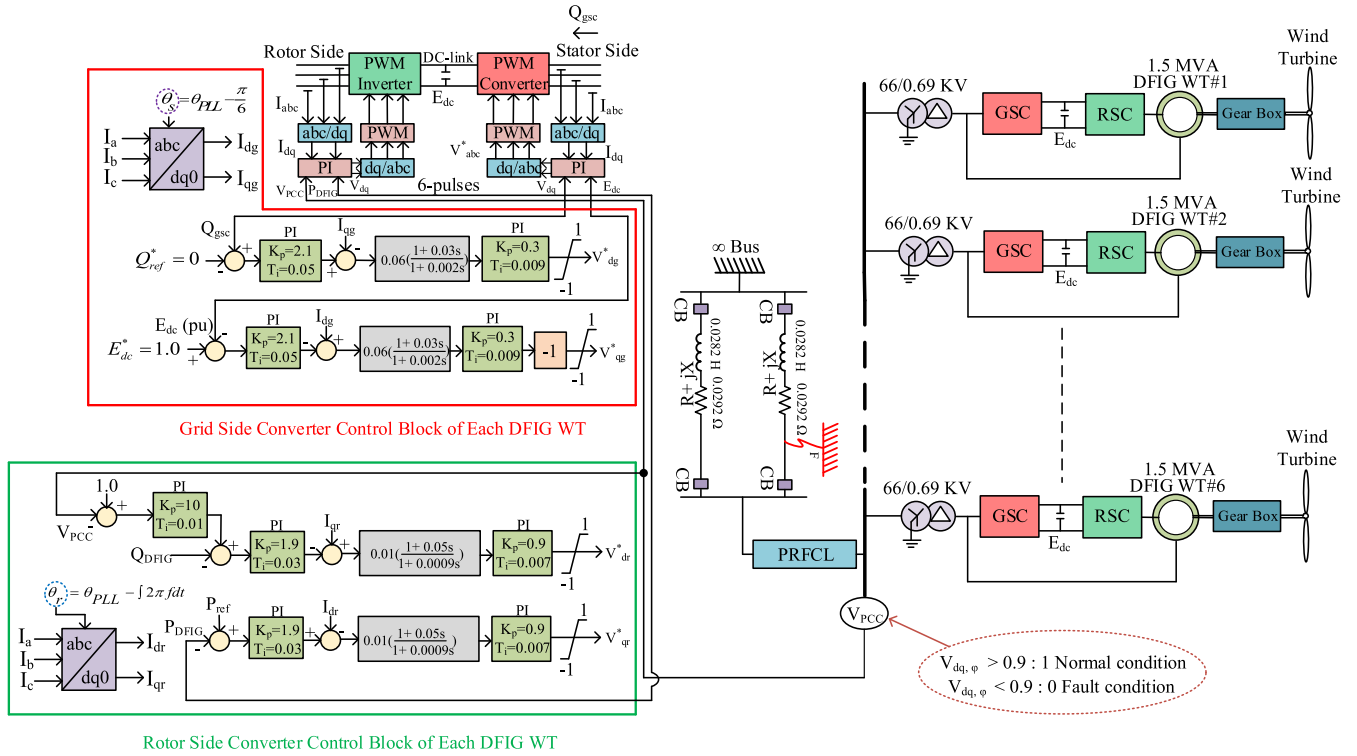 Q_gsc
Rotor Side
DC-link
Stator Side
PWM
Inverter
PWM
Converter
E_dc
I_abc
I_abc
abc/dq
PWM
PWM
abc/dq
I_dq
V*_abc
I_dq
PI
dq/abc
dq/abc
PI
V_PCC
P_DFIG
V_dq
6-pulses
V_dq
E_dc
θ_s = θ_PLL - π/6
I_a
I_b
I_c
abc
dq0
I_dg
I_qg
Q_gsc
Q*_ref = 0
+
-
PI
K_p=2.1
T_i=0.05
I_qg
-
+
0.06(1+0.03s/1+0.002s)
PI
K_p=0.3
T_i=0.009
1
-1
V*_dg
E_dc (pu)
E*_dc = 1.0
-
+
PI
K_p=2.1
T_i=0.05
I_dg
+
-
0.06(1+0.03s/1+0.002s)
PI
K_p=0.3
T_i=0.009
-1
1
-1
V*_qg
Grid Side Converter Control Block of Each DFIG WT
1.0
V_PCC
-
+
PI
K_p=10
T_i=0.01
Q_DFIG
-
+
PI
K_p=1.9
T_i=0.03
I_qr
-
+
0.01(1+0.05s/1+0.0009s)
PI
K_p=0.9
T_i=0.007
1
-1
V*_dr
θ_r = θ_PLL - ∫ 2π f dt
I_a
I_b
I_c
abc
dq0
I_dr
I_qr
P_ref
P_DFIG
-
+
PI
K_p=1.9
T_i=0.03
I_dr
+
-
0.01(1+0.05s/1+0.0009s)
PI
K_p=0.9
T_i=0.007
1
-1
V*_qr
Rotor Side Converter Control Block of Each DFIG WT
∞ Bus
CB
CB
0.0282 H 0.0292 Ω
Xj + R
0.0282 H 0.0292 Ω
Xj + R
F
CB
CB
PRFCL
V_PCC
V_dq, φ > 0.9 : 1 Normal condition
V_dq, φ < 0.9 : 0 Fault condition
66/0.69 KV
GSC
E_dc
RSC
1.5 MVA
DFIG WT#1
Gear Box
Wind
Turbine
66/0.69 KV
GSC
E_dc
RSC
1.5 MVA
DFIG WT#2
Gear Box
Wind
Turbine
66/0.69 KV
GSC
E_dc
RSC
1.5 MVA
DFIG WT#6
Gear Box
Wind
Turbine